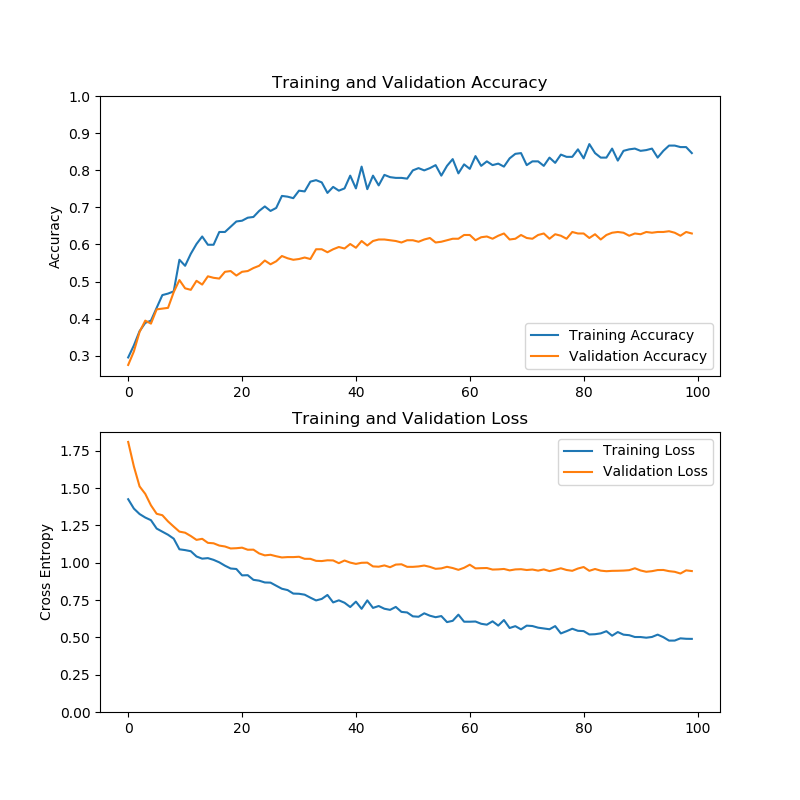 Training and Validation Accuracy
1.0
0.9
0.8
0.7
0.6
0.5
0.4
0.3
Accuracy
Training Accuracy
Validation Accuracy
0 20 40 60 80 100
Training and Validation Loss
1.75
1.50
1.25
1.00
0.75
0.50
0.25
0.00
Cross Entropy
Training Loss
Validation Loss
0 20 40 60 80 100